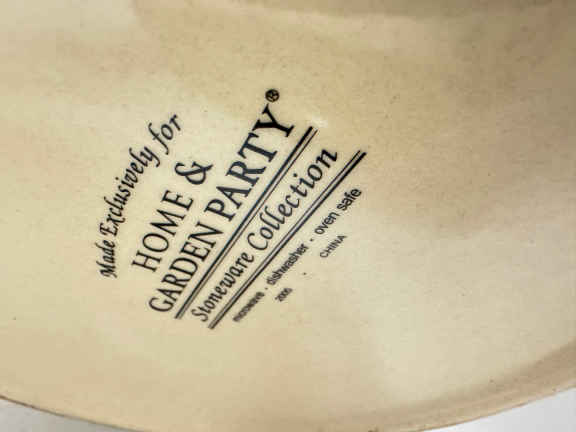 Made Exclusively for
HOME &
GARDEN PARTY®
Stoneware Collection
microwave · dishwasher · oven safe
2005 · CHINA